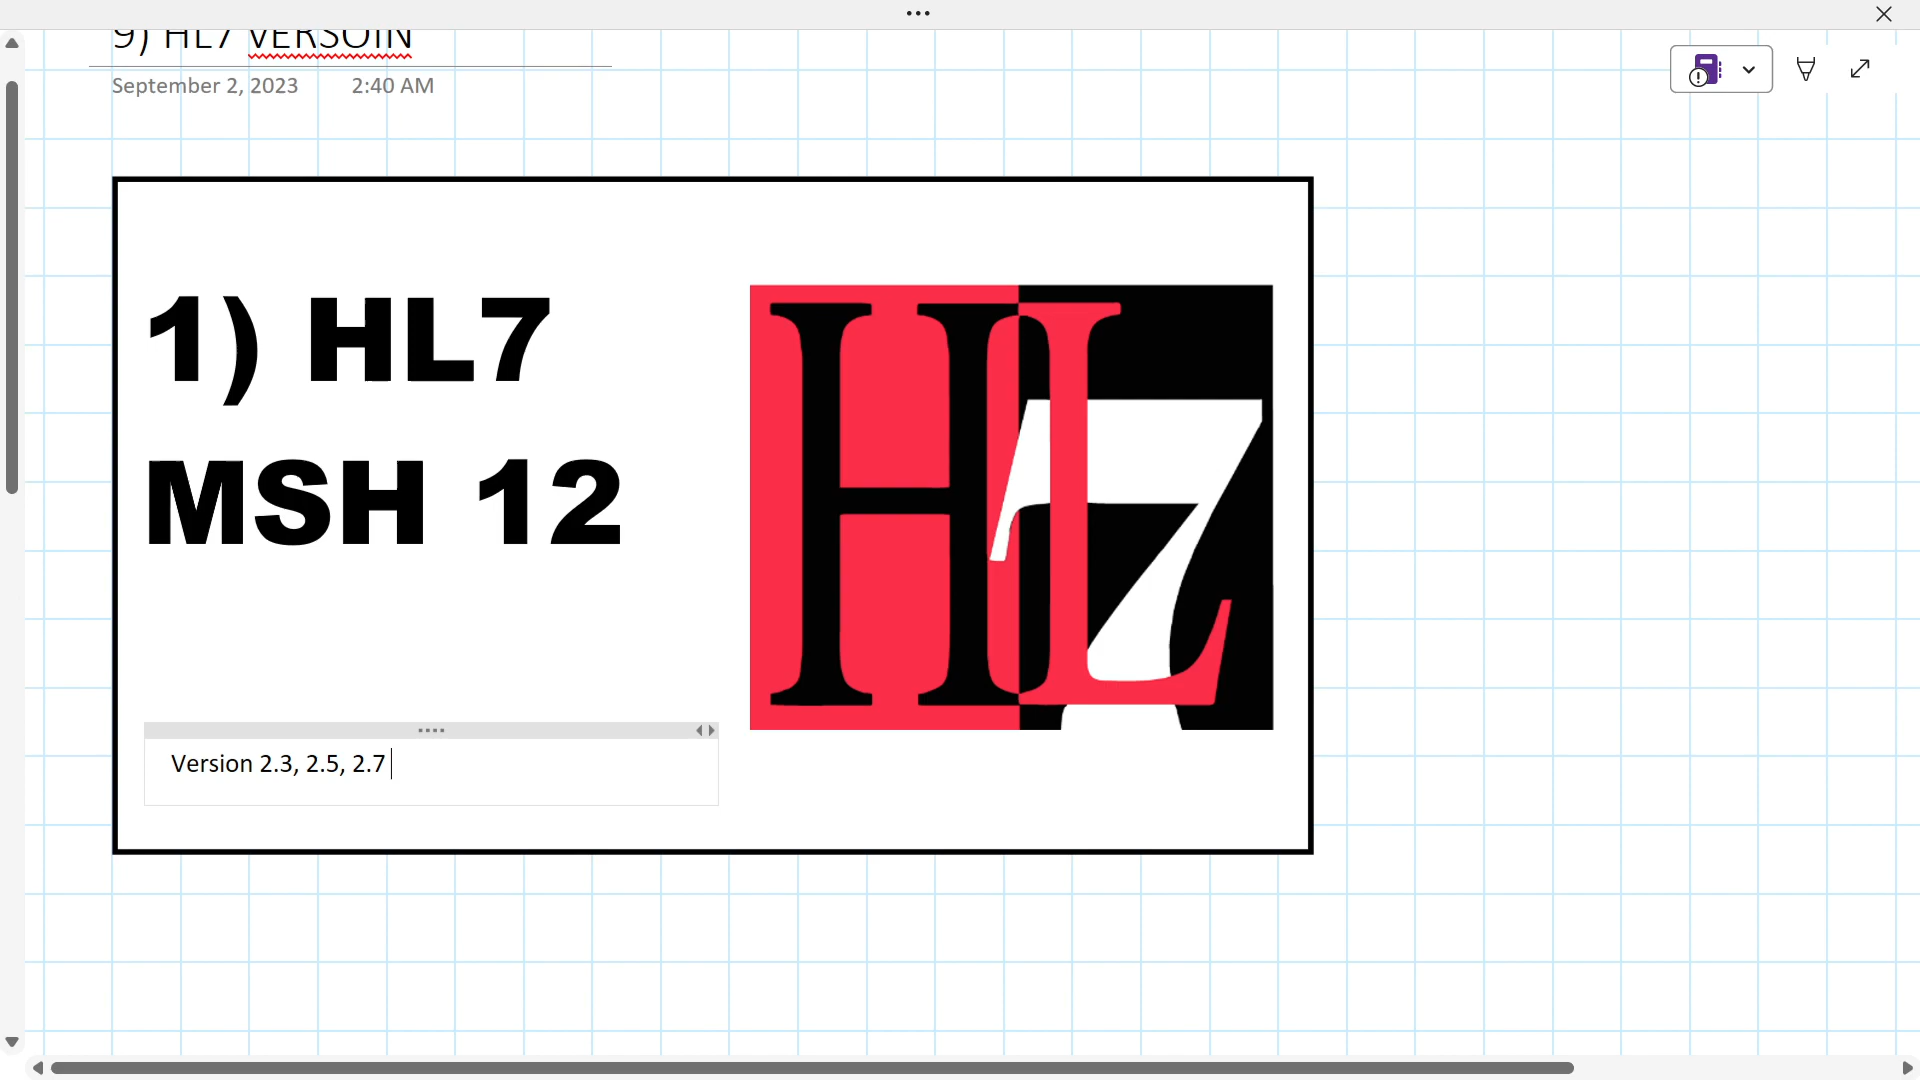 9) HL7 VERSOIN
September 2, 2023 2:40 AM
1) HL7
MSH 12
HL7
Version 2.3, 2.5, 2.7